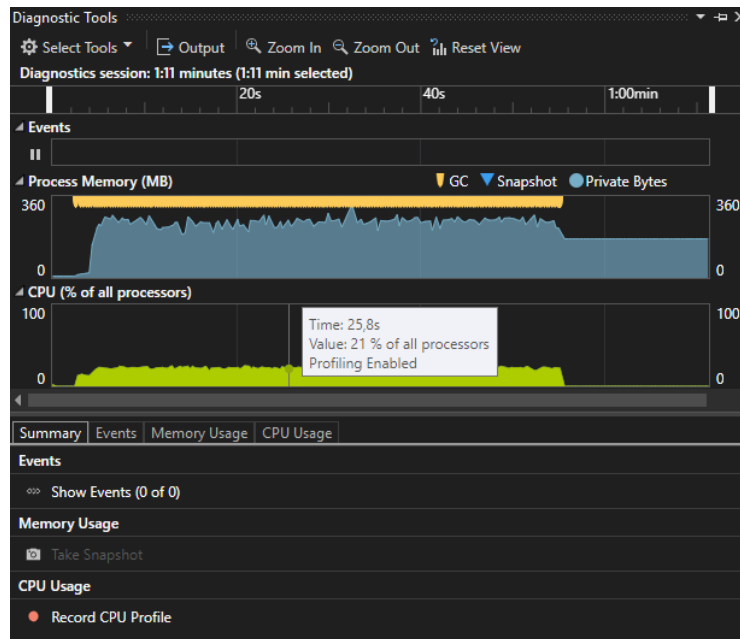 Diagnostic Tools
Select Tools Output Zoom In Zoom Out Reset View
Diagnostics session: 1:11 minutes (1:11 min selected)
20s 40s 1:00min
Events
Process Memory (MB) GC Snapshot Private Bytes
360 360
0 0
CPU (% of all processors)
100 100
Time: 25,8s
Value: 21 % of all processors
Profiling Enabled
0 0
Summary Events Memory Usage CPU Usage
Events
Show Events (0 of 0)
Memory Usage
Take Snapshot
CPU Usage
Record CPU Profile